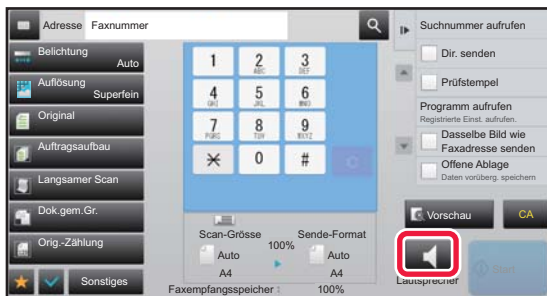 Adresse Faxnummer
Suchnummer aufrufen
Belichtung
Auto
Auflösung
Superfein
Original
Auftragsaufbau
Langsamer Scan
Dok.gem.Gr.
Orig.-Zählung
Sonstiges
1 2 3
ABC DEF
4 5 6
GHI JKL MNO
7 8 9
PQRS TUV WXYZ
0 #
C
Scan-Grösse Sende-Format
100%
Auto Auto
A4 A4
Faxempfangsspeicher : 100%
Dir. senden
Prüfstempel
Programm aufrufen
Registrierte Einst. aufrufen.
Dasselbe Bild wie
Faxadresse senden
Offene Ablage
Daten vorüberg. speichern
Vorschau CA
Lautsprecher
Start